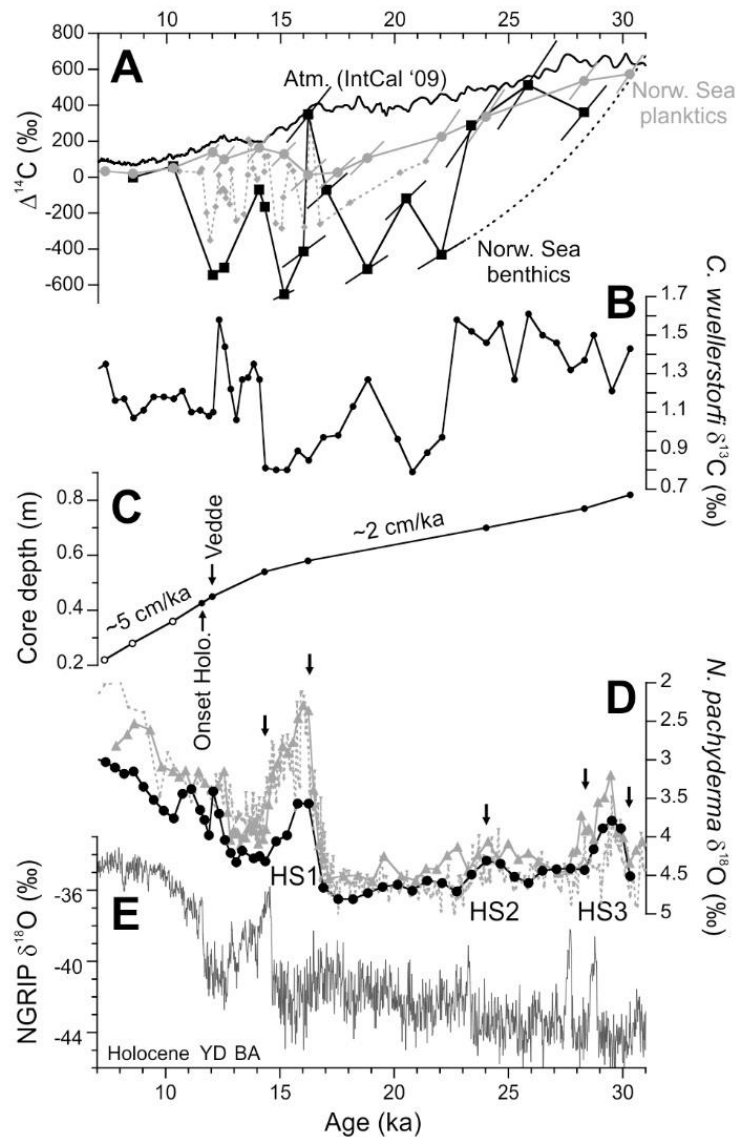 10 15 20 25 30
A
Δ14C (‰)
800
600
400
200
0
-200
-400
-600
Atm. (IntCal '09)
Norw. Sea
planktics
Norw. Sea
benthics
B
C. wuellerstorfi δ13C (‰)
1.7
1.5
1.3
1.1
0.9
0.7
C
Core depth (m)
0.8
0.6
0.4
0.2
~5 cm/ka
Onset Holo.
Vedde
~2 cm/ka
D
N. pachyderma δ18O (‰)
2
2.5
3
3.5
4
4.5
5
HS1
HS2
HS3
E
NGRIP δ18O (‰)
-36
-40
-44
Holocene YD BA
10 15 20 25 30
Age (ka)